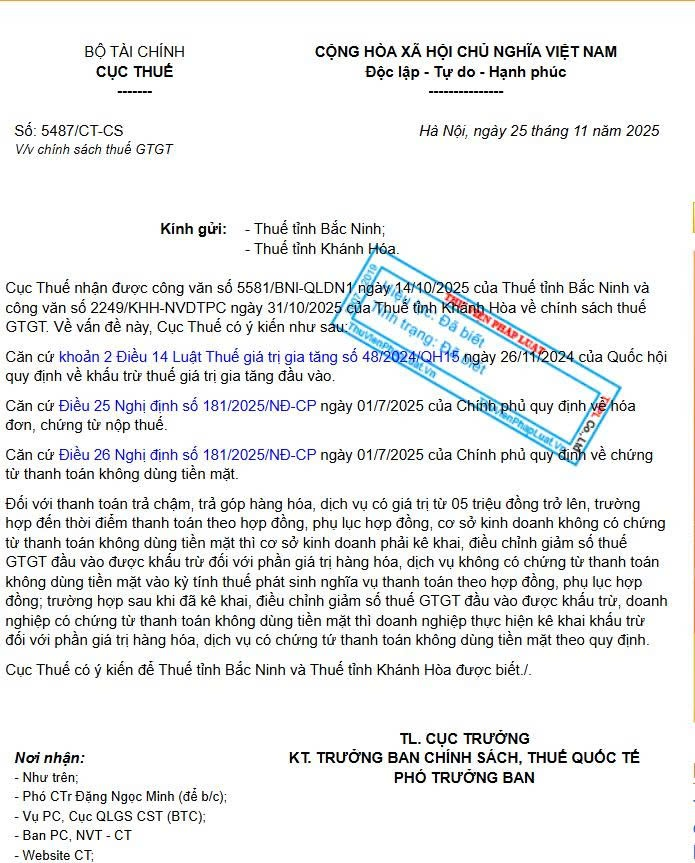 BỘ TÀI CHÍNH
CỤC THUẾ
-------
CỘNG HÒA XÃ HỘI CHỦ NGHĨA VIỆT NAM
Độc lập - Tự do - Hạnh phúc
---------------
Số: 5487/CT-CS
V/v chính sách thuế GTGT
Hà Nội, ngày 25 tháng 11 năm 2025
Kính gửi: - Thuế tỉnh Bắc Ninh;
- Thuế tỉnh Khánh Hòa.
Cục Thuế nhận được công văn số 5581/BNI-QLDN1 ngày 14/10/2025 của Thuế tỉnh Bắc Ninh và
công văn số 2249/KHH-NVDTPC ngày 31/10/2025 của Thuế tỉnh Khánh Hòa về chính sách thuế
GTGT. Về vấn đề này, Cục Thuế có ý kiến như sau:
Căn cứ khoản 2 Điều 14 Luật Thuế giá trị gia tăng số 48/2024/QH15 ngày 26/11/2024 của Quốc hội
quy định về khấu trừ thuế giá trị gia tăng đầu vào.
Căn cứ Điều 25 Nghị định số 181/2025/NĐ-CP ngày 01/7/2025 của Chính phủ quy định về hóa
đơn, chứng từ nộp thuế.
Căn cứ Điều 26 Nghị định số 181/2025/NĐ-CP ngày 01/7/2025 của Chính phủ quy định về chứng
từ thanh toán không dùng tiền mặt.
Đối với thanh toán trả chậm, trả góp hàng hóa, dịch vụ có giá trị từ 05 triệu đồng trở lên, trường
hợp đến thời điểm thanh toán theo hợp đồng, phụ lục hợp đồng, cơ sở kinh doanh không có chứng
từ thanh toán không dùng tiền mặt thì cơ sở kinh doanh phải kê khai, điều chỉnh giảm số thuế
GTGT đầu vào được khấu trừ đối với phần giá trị hàng hóa, dịch vụ không có chứng từ thanh toán
không dùng tiền mặt vào kỳ tính thuế phát sinh nghĩa vụ thanh toán theo hợp đồng, phụ lục hợp
đồng; trường hợp sau khi đã kê khai, điều chỉnh giảm số thuế GTGT đầu vào được khấu trừ, doanh
nghiệp có chứng từ thanh toán không dùng tiền mặt thì doanh nghiệp thực hiện kê khai khấu trừ
đối với phần giá trị hàng hóa, dịch vụ có chứng tứ thanh toán không dùng tiền mặt theo quy định.
Cục Thuế có ý kiến để Thuế tỉnh Bắc Ninh và Thuế tỉnh Khánh Hòa được biết./.
THƯ VIỆN PHÁP LUẬT
Hiệu lực: Đã biết
Tình trạng: Đã biết
ThuVienPhapLuat.Vn
ThuVienPhapLuat.Vn
Co., Ltd
TL. CỤC TRƯỞNG
KT. TRƯỞNG BAN CHÍNH SÁCH, THUẾ QUỐC TẾ
PHÓ TRƯỞNG BAN
Nơi nhận:
- Như trên;
- Phó CTr Đặng Ngọc Minh (để b/c);
- Vụ PC, Cục QLGS CST (BTC);
- Ban PC, NVT - CT
- Website CT;